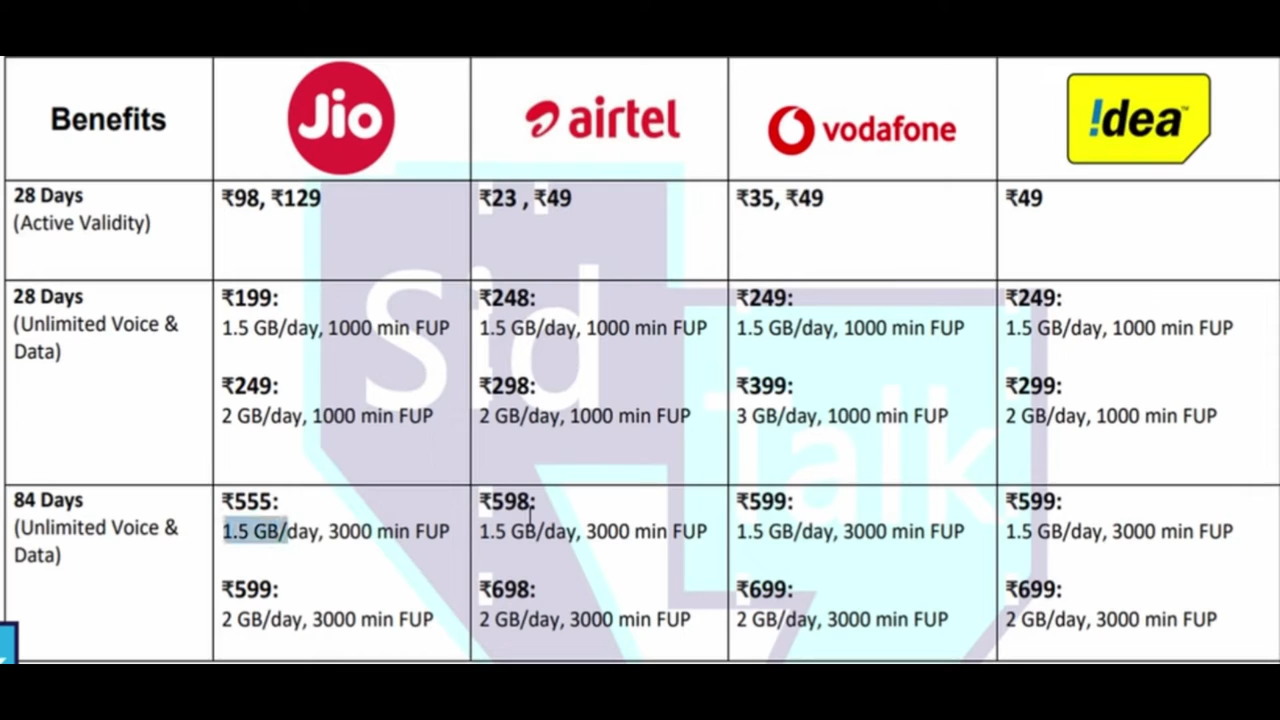 Benefits
Jio
airtel
vodafone
!dea™
28 Days
(Active Validity)
₹98, ₹129
₹23 , ₹49
₹35, ₹49
₹49
28 Days
(Unlimited Voice &
Data)
₹199:
1.5 GB/day, 1000 min FUP
₹249:
2 GB/day, 1000 min FUP
₹248:
1.5 GB/day, 1000 min FUP
₹298:
2 GB/day, 1000 min FUP
₹249:
1.5 GB/day, 1000 min FUP
₹399:
3 GB/day, 1000 min FUP
₹249:
1.5 GB/day, 1000 min FUP
₹299:
2 GB/day, 1000 min FUP
84 Days
(Unlimited Voice &
Data)
₹555:
1.5 GB/day, 3000 min FUP
₹599:
2 GB/day, 3000 min FUP
₹598:
1.5 GB/day, 3000 min FUP
₹698:
2 GB/day, 3000 min FUP
₹599:
1.5 GB/day, 3000 min FUP
₹699:
2 GB/day, 3000 min FUP
₹599:
1.5 GB/day, 3000 min FUP
₹699:
2 GB/day, 3000 min FUP
Sid
Talk